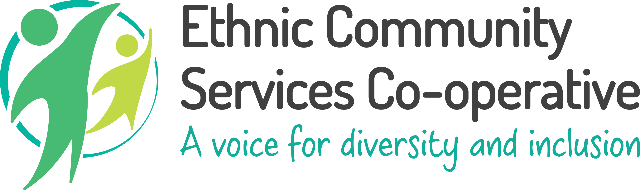 Ethnic Community
Services Co-operative
A voice for diversity and inclusion